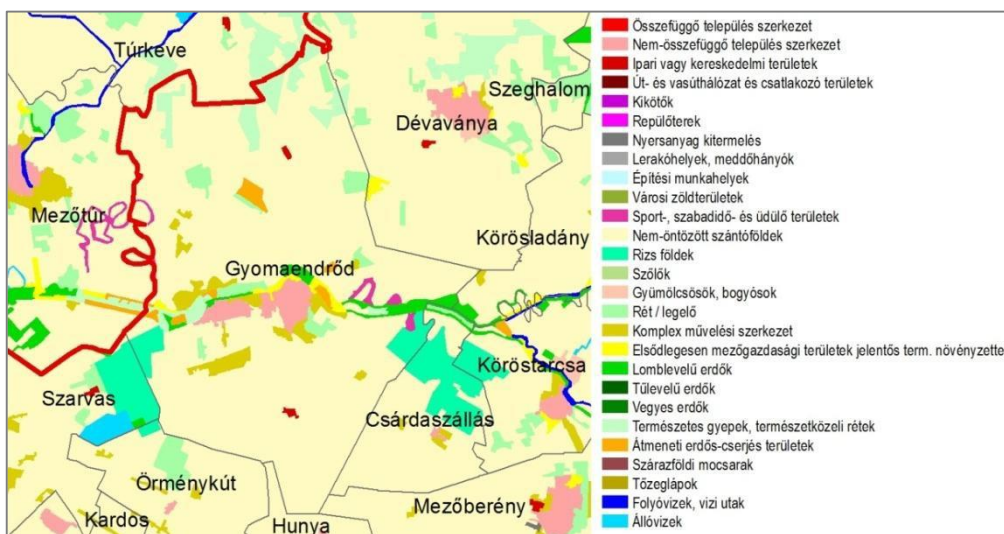 Túrkeve
Szeghalom
Dévaványa
Mezőtúr
Körösladány
Gyomaendrőd
Köröstarcsa
Szarvas
Csárdaszállás
Örménykút
Mezőberény
Kardos
Hunya
Összefüggő település szerkezet
Nem-összefüggő település szerkezet
Ipari vagy kereskedelmi területek
Út- és vasúthálózat és csatlakozó területek
Kikötők
Repülőterek
Nyersanyag kitermelés
Lerakóhelyek, meddőhányók
Építési munkahelyek
Városi zöldterületek
Sport-, szabadidő- és üdülő területek
Nem-öntözött szántóföldek
Rizs földek
Szőlők
Gyümölcsösök, bogyósok
Rét / legelő
Komplex művelési szerkezet
Elsődlegesen mezőgazdasági területek jelentős term. növényzettel
Lomblevelű erdők
Tűlevelű erdők
Vegyes erdők
Természetes gyepek, természetközeli rétek
Átmeneti erdős-cserjés területek
Szárazföldi mocsarak
Tőzeglápok
Folyóvizek, vizi utak
Állóvizek